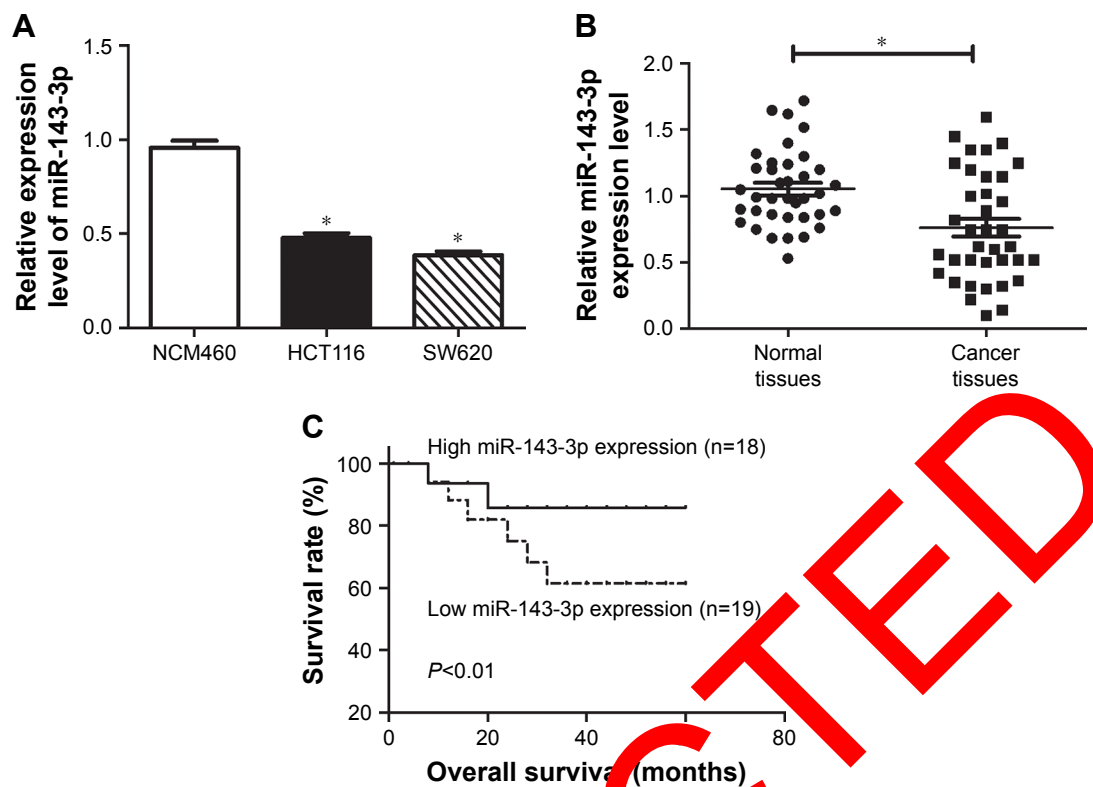 A
Relative expression
level of miR-143-3p
1.5
1.0
0.5
0.0
*
*
NCM460
HCT116
SW620
B
Relative miR-143-3p
expression level
2.0
1.5
1.0
0.5
0.0
*
Normal
tissues
Cancer
tissues
C
Survival rate (%)
100
80
60
40
20
High miR-143-3p expression (n=18)
Low miR-143-3p expression (n=19)
P<0.01
0
20
40
80
Overall survival (months)
CTED